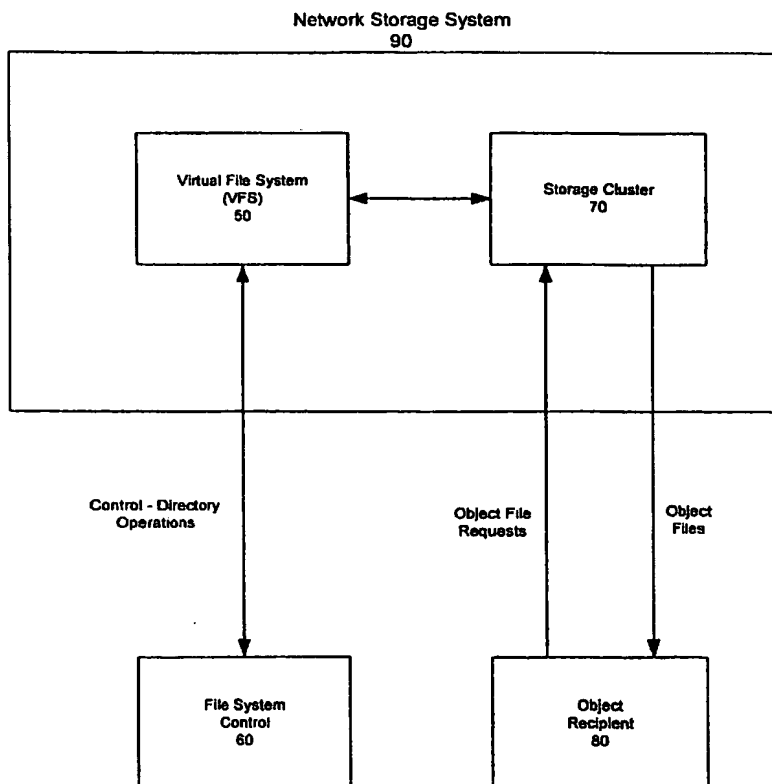 Network Storage System
90
Virtual File System
(VFS)
50
Storage Cluster
70
Control - Directory
Operations
Object File
Requests
Object
Files
File System
Control
60
Object
Recipient
80